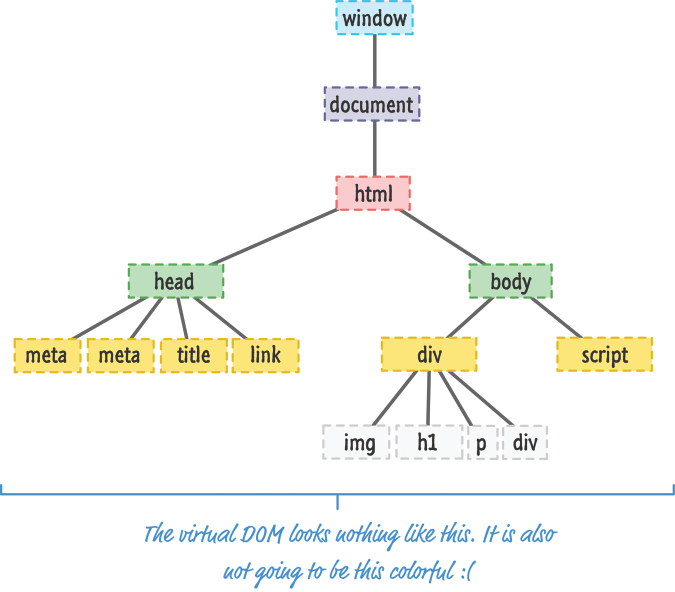 window
document
html
head
body
meta
meta
title
link
div
script
img
h1
p
div
The virtual DOM looks nothing like this. It is also
not going to be this colorful :(